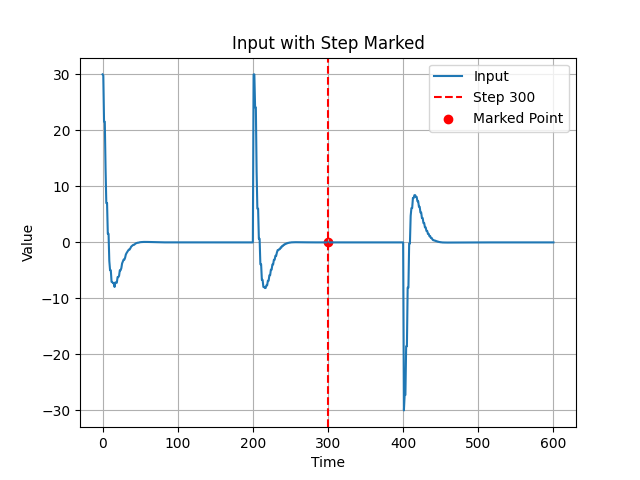 Input with Step Marked
Input
Step 300
Marked Point
Value
30
20
10
0
−10
−20
−30
0 100 200 300 400 500 600
Time